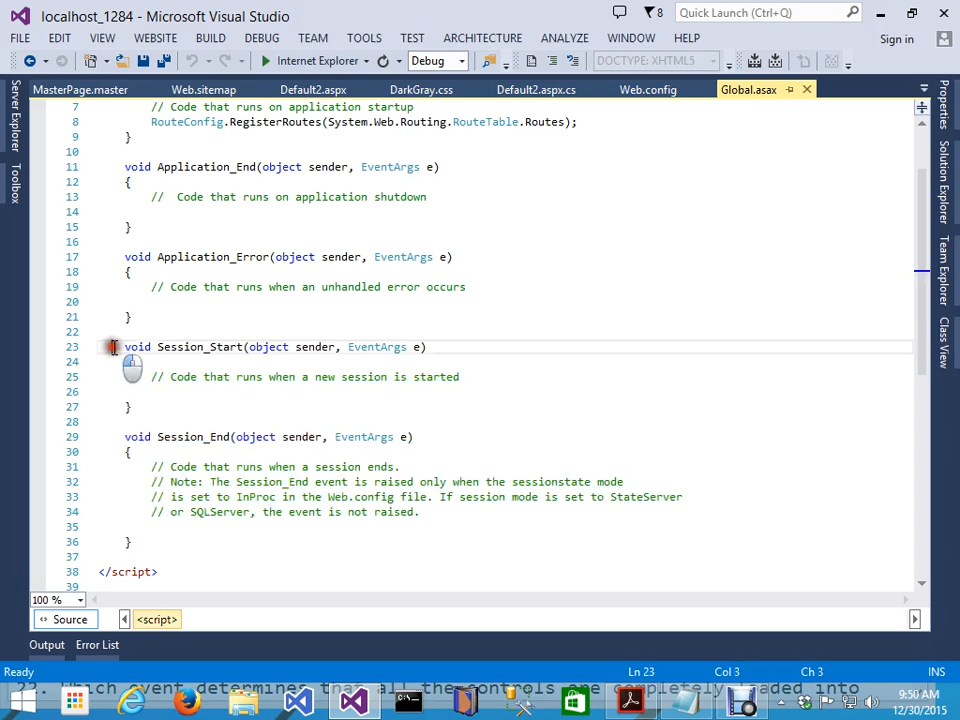 localhost_1284 - Microsoft Visual Studio
8
Quick Launch (Ctrl+Q)
FILE EDIT VIEW WEBSITE BUILD DEBUG TEAM TOOLS TEST ARCHITECTURE ANALYZE WINDOW HELP
Sign in
Internet Explorer
Debug
DOCTYPE: XHTML5
MasterPage.master Web.sitemap Default2.aspx DarkGray.css Default2.aspx.cs Web.config Global.asax
Server Explorer
Toolbox
Properties
Solution Explorer
Team Explorer
7 // Code that runs on application startup
8 RouteConfig.RegisterRoutes(System.Web.Routing.RouteTable.Routes);
9 }
10
11 void Application_End(object sender, EventArgs e)
12 {
13 //  Code that runs on application shutdown
14
15 }
16
17 void Application_Error(object sender, EventArgs e)
18 {
19 // Code that runs when an unhandled error occurs
20
21 }
22
23 void Session_Start(object sender, EventArgs e)
24
25 // Code that runs when a new session is started
26
27 }
28
29 void Session_End(object sender, EventArgs e)
30 {
31 // Code that runs when a session ends.
32 // Note: The Session_End event is raised only when the sessionstate mode
33 // is set to InProc in the Web.config file. If session mode is set to StateServer
34 // or SQLServer, the event is not raised.
35
36 }
37
38 </script>
39
100 %
Source <script>
Output Error List
Ready Ln 23 Col 3 Ch 3 INS
22. Which event determines that all the controls are completely loaded into
9:50 AM
12/30/2015